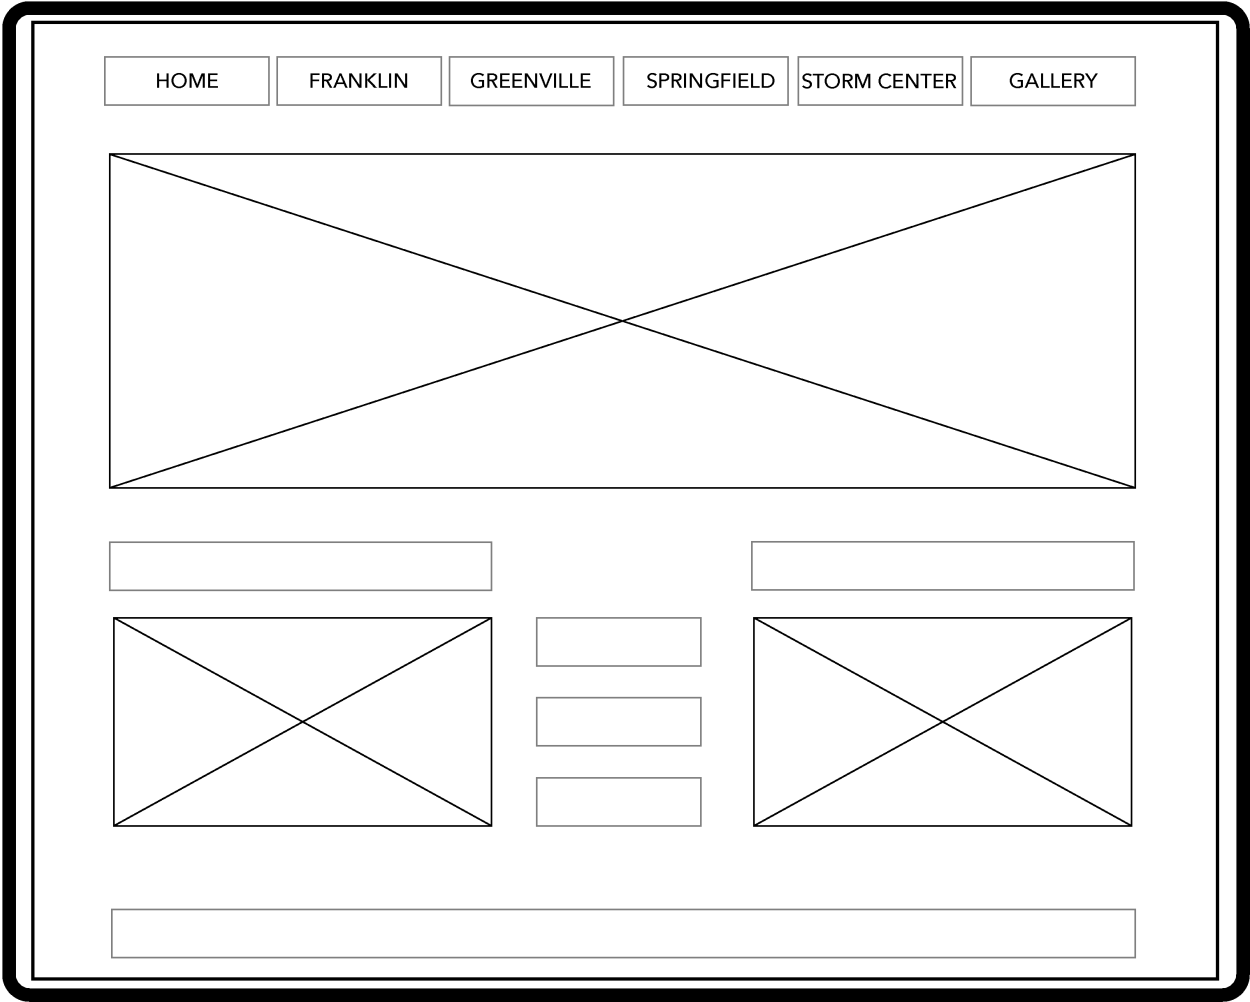 HOME
FRANKLIN
GREENVILLE
SPRINGFIELD
STORM CENTER
GALLERY